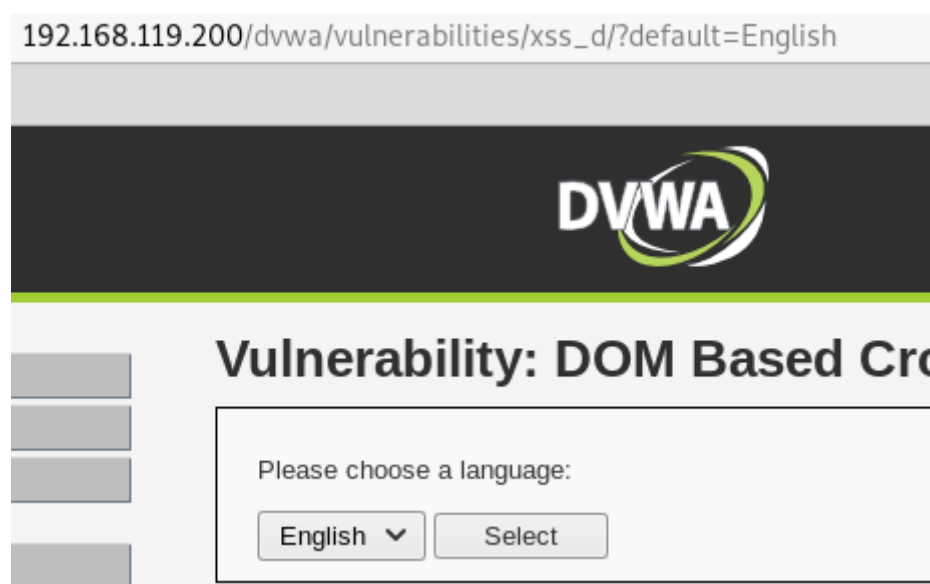 192.168.119.200/dvwa/vulnerabilities/xss_d/?default=English
DVWA
Vulnerability: DOM Based Cro
Please choose a language:
English Select